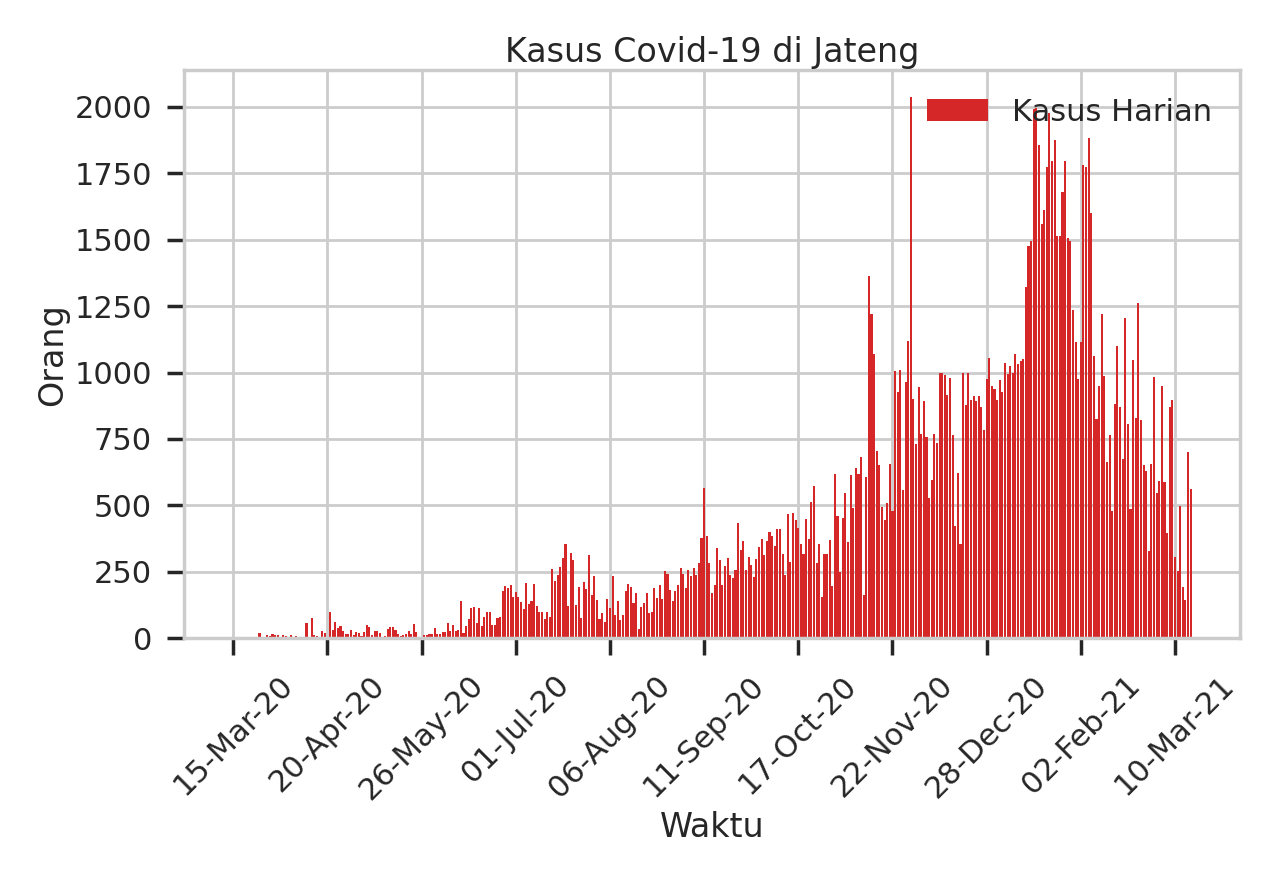 Kasus Covid-19 di Jateng
Kasus Harian
Orang
2000
1750
1500
1250
1000
750
500
250
0
15-Mar-20
20-Apr-20
26-May-20
01-Jul-20
06-Aug-20
11-Sep-20
17-Oct-20
22-Nov-20
28-Dec-20
02-Feb-21
10-Mar-21
Waktu